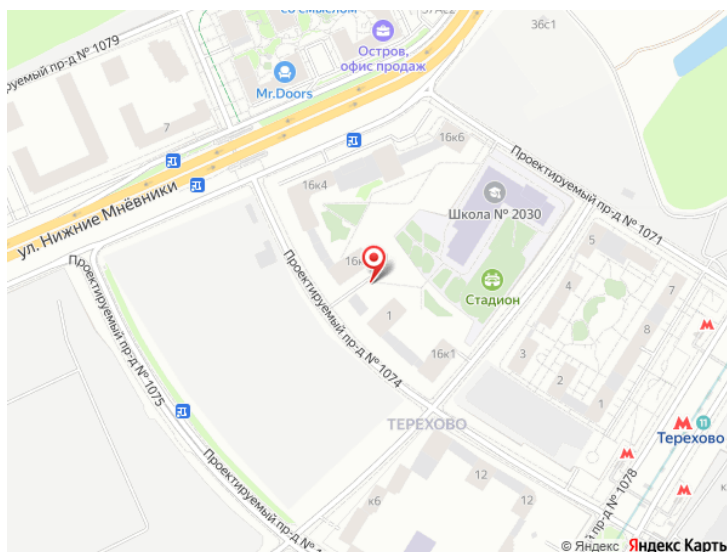 со смыслом
37ДЕ2
36с1
Остров,
офис продаж
руемый пр-д № 1079
Mr.Doors
7
16к6
ул. Нижние Мнёвники
16к4
Школа № 2030
Проектируемый пр-д № 1071
Проектируемый пр-д № 1075
Проектируемый пр-д № 1074
16к
Стадион
1
16к1
5
4
8
7
3
2
1
ТЕРЕХОВО
Терехово
11
Проектируемый пр-д №
12
12
к6
пр-д № 1078
© Яндекс Яндекс Карты